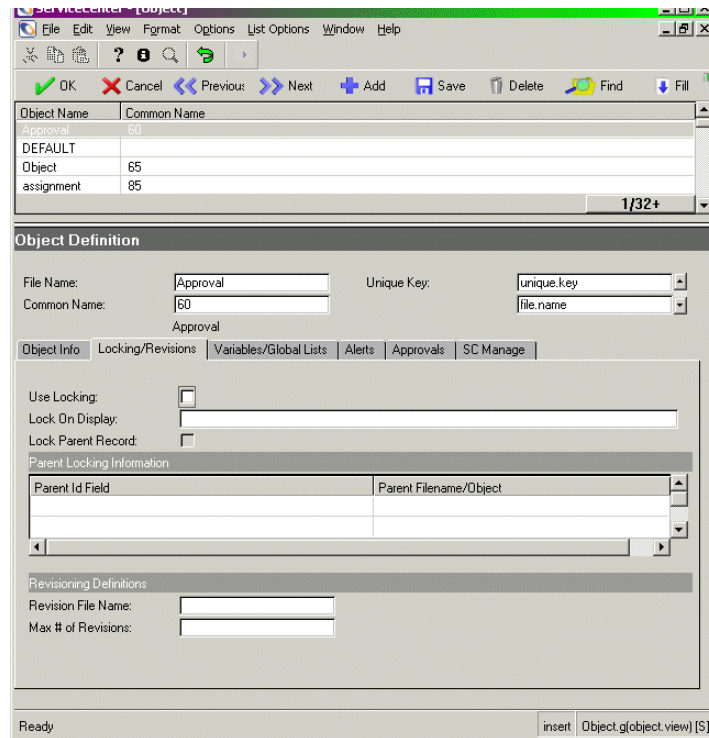 ServiceCenter - [Object]
File Edit View Format Options List Options Window Help
OK Cancel Previou: Next Add Save Delete Find Fill
Object Name Common Name
Approval 60
DEFAULT
Object 65
assignment 85
1/32+
Object Definition
File Name: Approval Unique Key: unique.key
Common Name: 60 file.name
Approval
Object Info Locking/Revisions Variables/Global Lists Alerts Approvals SC Manage
Use Locking:
Lock On Display:
Lock Parent Record:
Parent Locking Information
Parent Id Field Parent Filename/Object
Revisioning Definitions
Revision File Name:
Max # of Revisions:
Ready insert Object.g(object.view) [S]